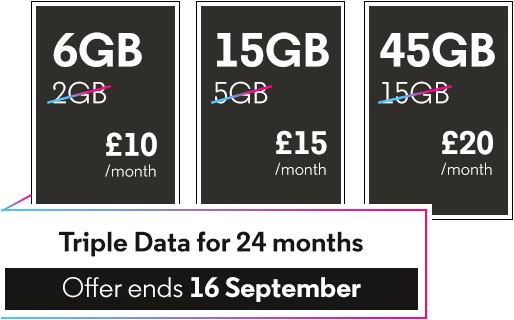 6GB
2GB
£10
/month
15GB
5GB
£15
/month
45GB
15GB
£20
/month
Triple Data for 24 months
Offer ends 16 September